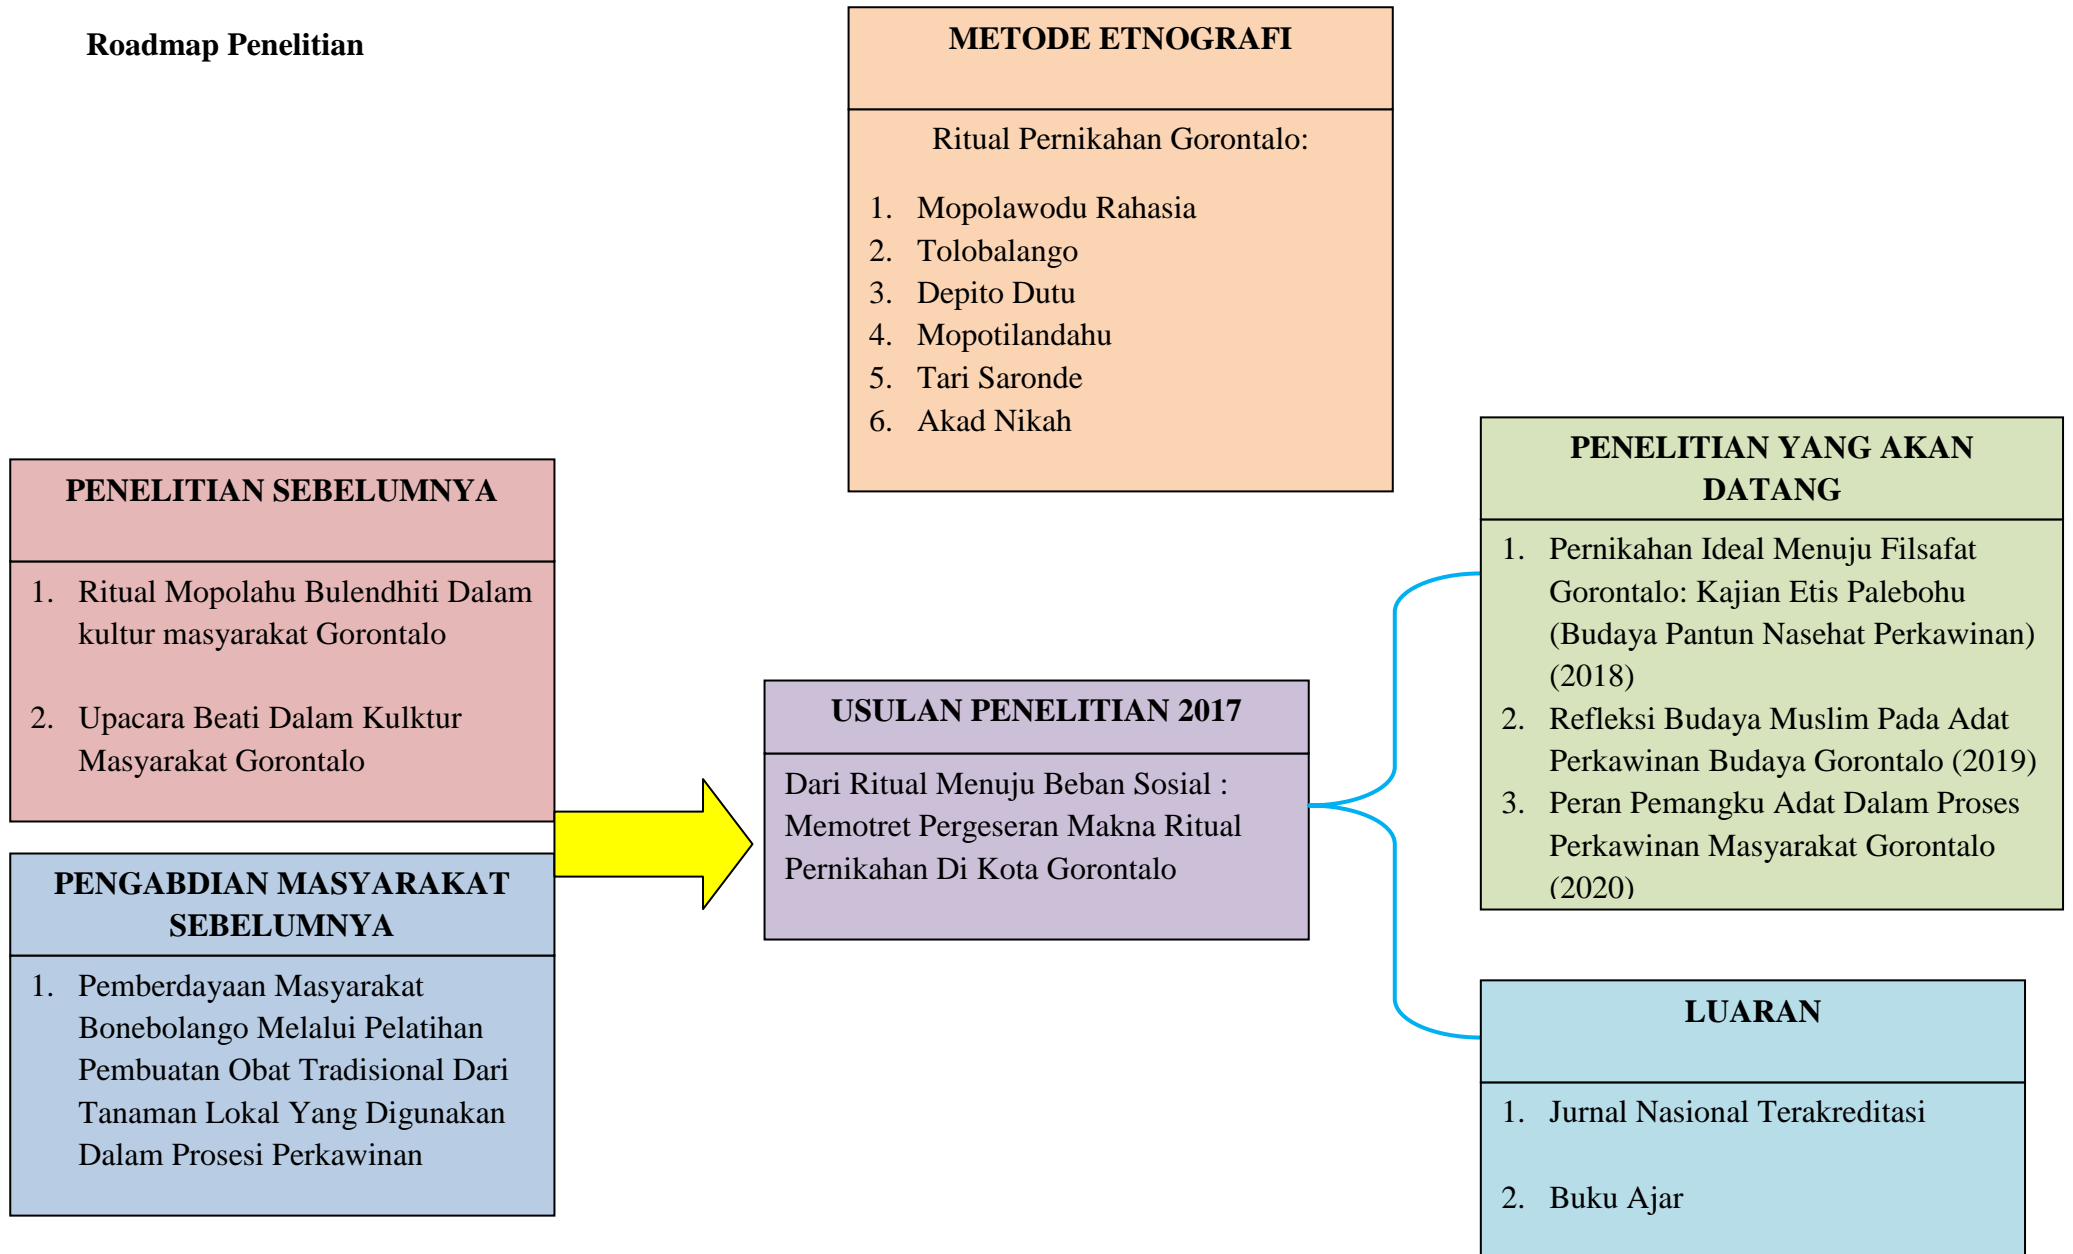 Roadmap Penelitian
METODE ETNOGRAFI
Ritual Pernikahan Gorontalo:
1. Mopolawodu Rahasia
2. Tolobalango
3. Depito Dutu
4. Mopotilandahu
5. Tari Saronde
6. Akad Nikah
PENELITIAN SEBELUMNYA
1. Ritual Mopolahu Bulendhiti Dalam
kultur masyarakat Gorontalo
2. Upacara Beati Dalam Kulktur
Masyarakat Gorontalo
PENGABDIAN MASYARAKAT
SEBELUMNYA
1. Pemberdayaan Masyarakat
Bonebolango Melalui Pelatihan
Pembuatan Obat Tradisional Dari
Tanaman Lokal Yang Digunakan
Dalam Prosesi Perkawinan
USULAN PENELITIAN 2017
Dari Ritual Menuju Beban Sosial :
Memotret Pergeseran Makna Ritual
Pernikahan Di Kota Gorontalo
PENELITIAN YANG AKAN
DATANG
1. Pernikahan Ideal Menuju Filsafat
Gorontalo: Kajian Etis Palebohu
(Budaya Pantun Nasehat Perkawinan)
(2018)
2. Refleksi Budaya Muslim Pada Adat
Perkawinan Budaya Gorontalo (2019)
3. Peran Pemangku Adat Dalam Proses
Perkawinan Masyarakat Gorontalo
(2020)
LUARAN
1. Jurnal Nasional Terakreditasi
2. Buku Ajar